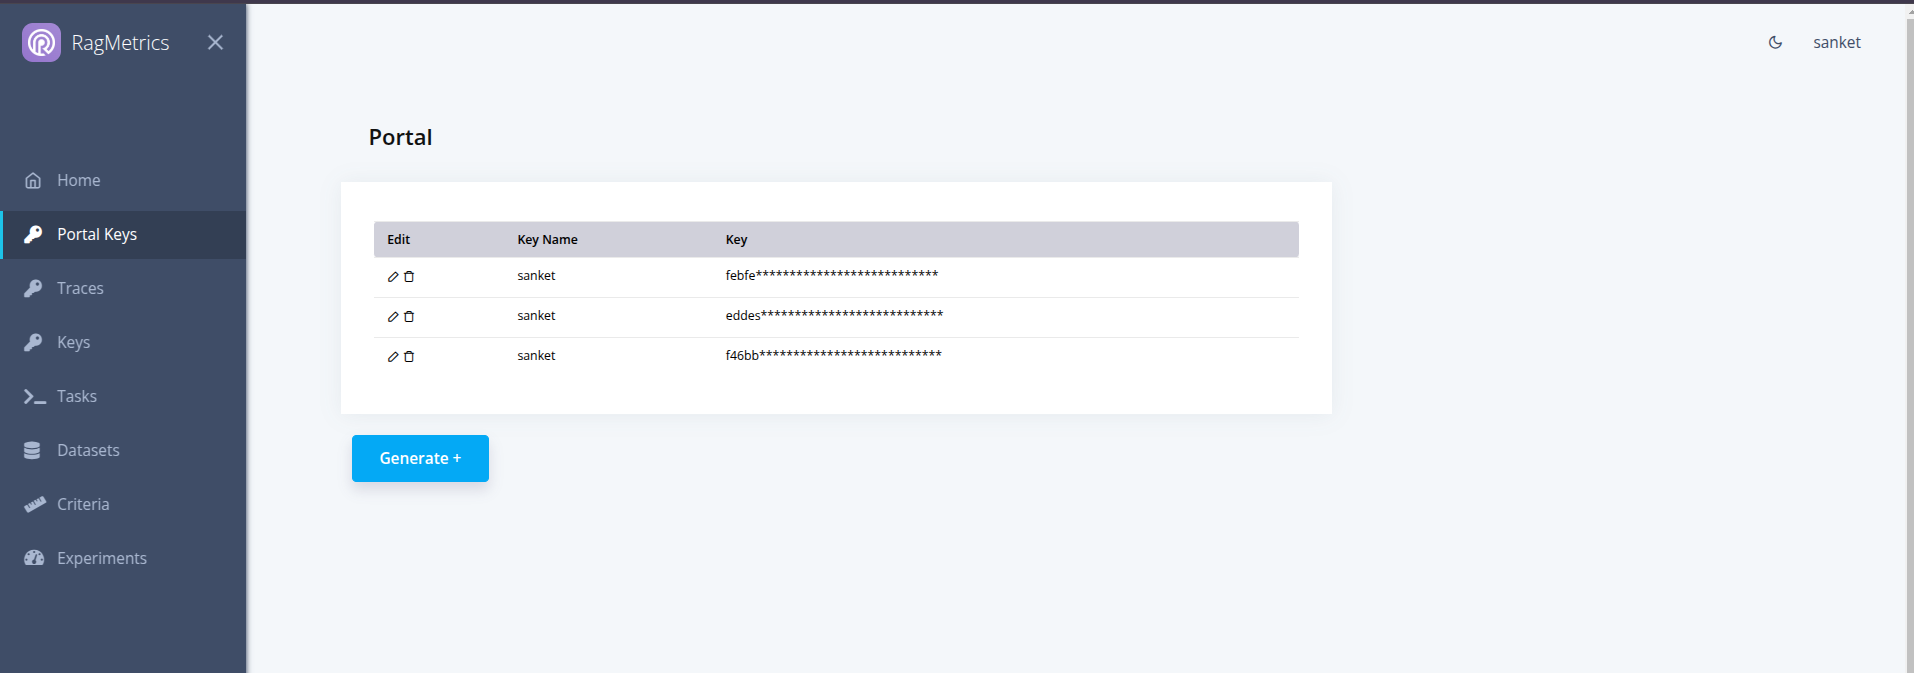 RagMetrics
sanket
Home
Portal Keys
Traces
Keys
Tasks
Datasets
Criteria
Experiments
Portal
Edit Key Name Key
sanket febfe***************************
sanket eddes***************************
sanket f46bb***************************
Generate +